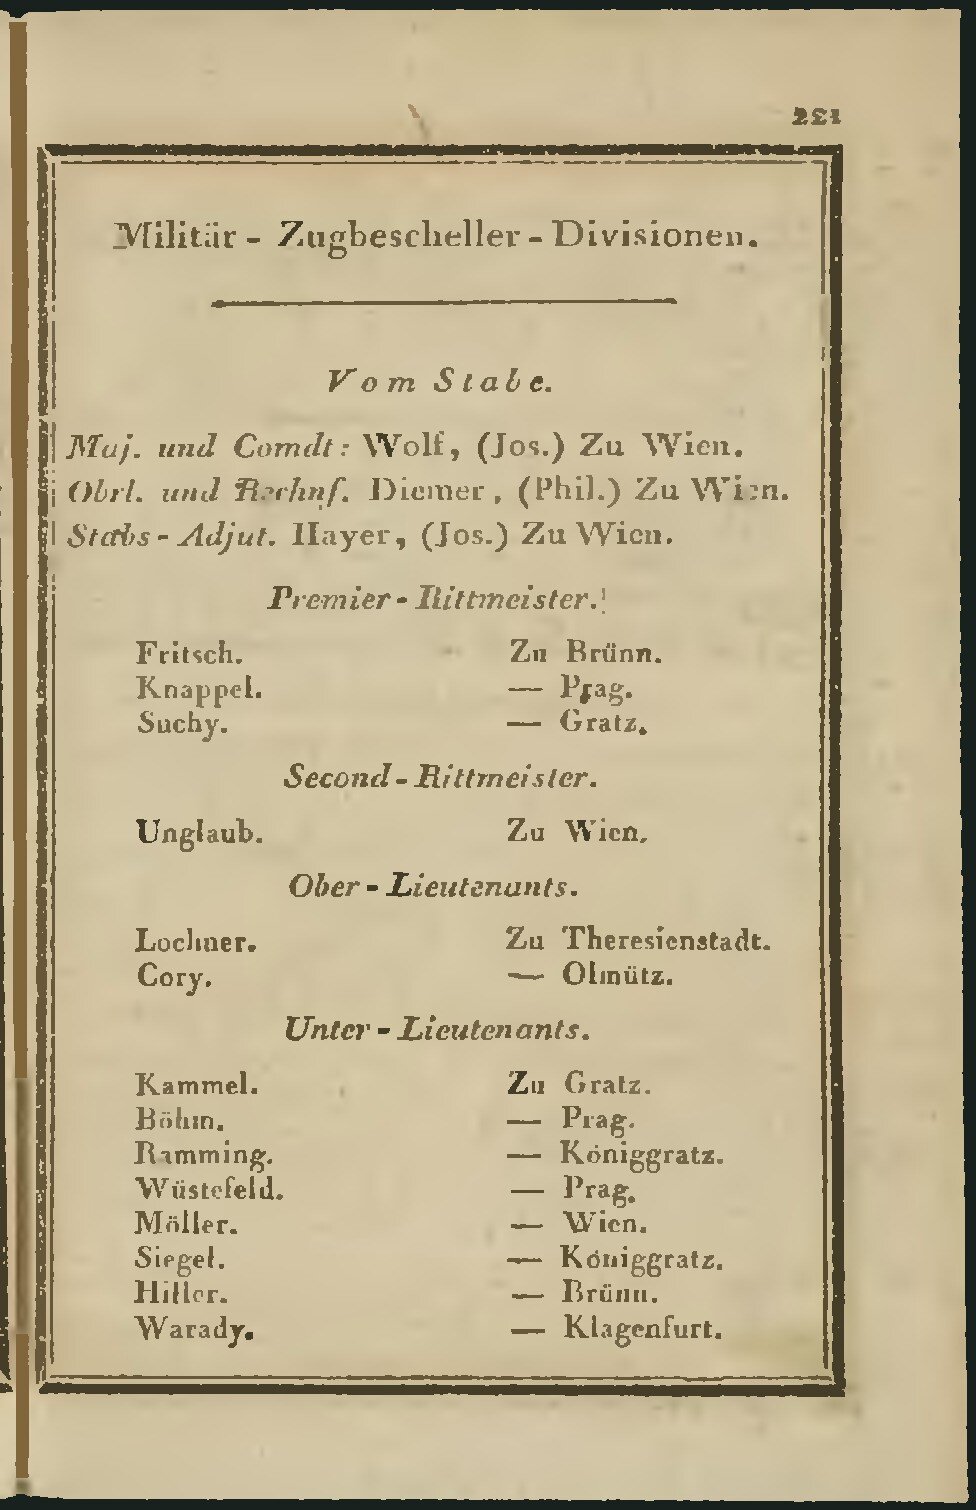 221
Militär - Zugbescheller - Divisionen.
Vom Stabe.
Maj. und Comdt: Wolf, (Jos.) Zu Wien.
Obrl. und Rechnf. Diemer, (Phil.) Zu Wien.
Stabs - Adjut. Hayer, (Jos.) Zu Wien.
Premier - Rittmeister.
Fritsch. Zu Brünn.
Knappel. — Prag.
Suchy. — Gratz.
Second - Rittmeister.
Unglaub. Zu Wien.
Ober - Lieutenants.
Lochner. Zu Theresienstadt.
Cory. — Olmütz.
Unter - Lieutenants.
Kammel. Zu Gratz.
Böhm. — Prag.
Ramming. — Königgratz.
Wüstefeld. — Prag.
Möller. — Wien.
Siegel. — Königgratz.
Hiller. — Brünn.
Warady. — Klagenfurt.